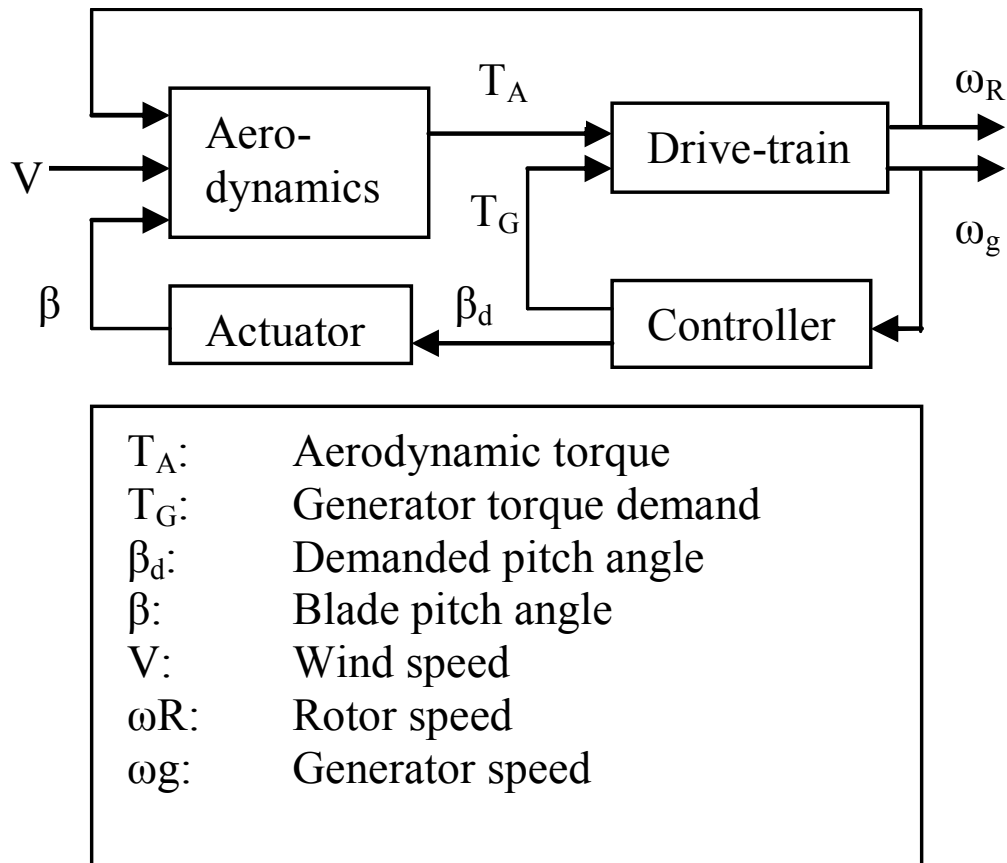 T_A
ω_R
Aero-
dynamics
Drive-train
V
T_G
ω_g
β
Actuator
β_d
Controller
T_A: Aerodynamic torque
T_G: Generator torque demand
β_d: Demanded pitch angle
β: Blade pitch angle
V: Wind speed
ωR: Rotor speed
ωg: Generator speed